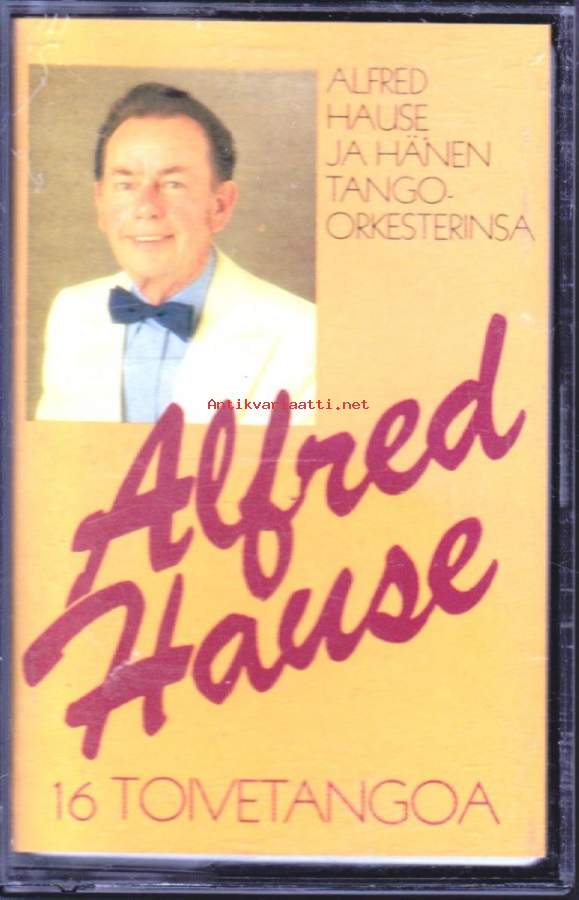 ALFRED
HAUSE
JA HÄNEN
TANGO-
ORKESTERINSA
Antikvariaatti.net
Alfred
Hause
16 TOIVETANGOA